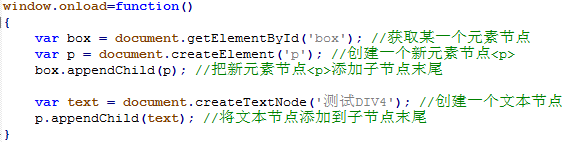 window.onload=function()
{
    var box = document.getElementById('box'); //获取某一个元素节点
    var p = document.createElement('p'); //创建一个新元素节点<p>
    box.appendChild(p); //把新元素节点<p>添加子节点末尾
    var text = document.createTextNode('测试DIV4'); //创建一个文本节点
    p.appendChild(text); //将文本节点添加到子节点末尾
}